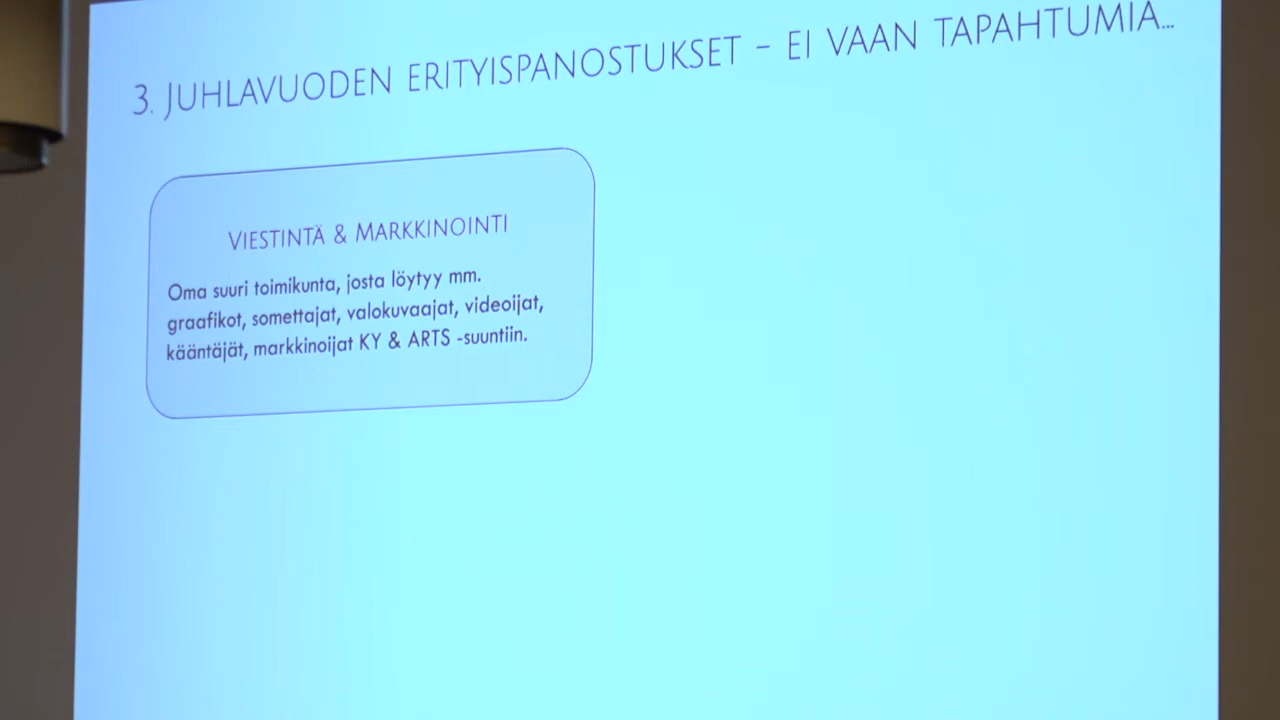 3. Juhlavuoden erityispanostukset – ei vaan tapahtumia...
Viestintä & Markkinointi
Oma suuri toimikunta, josta löytyy mm.
graafikot, somettajat, valokuvaajat, videoijat,
kääntäjät, markkinoijat KY & ARTS -suuntiin.